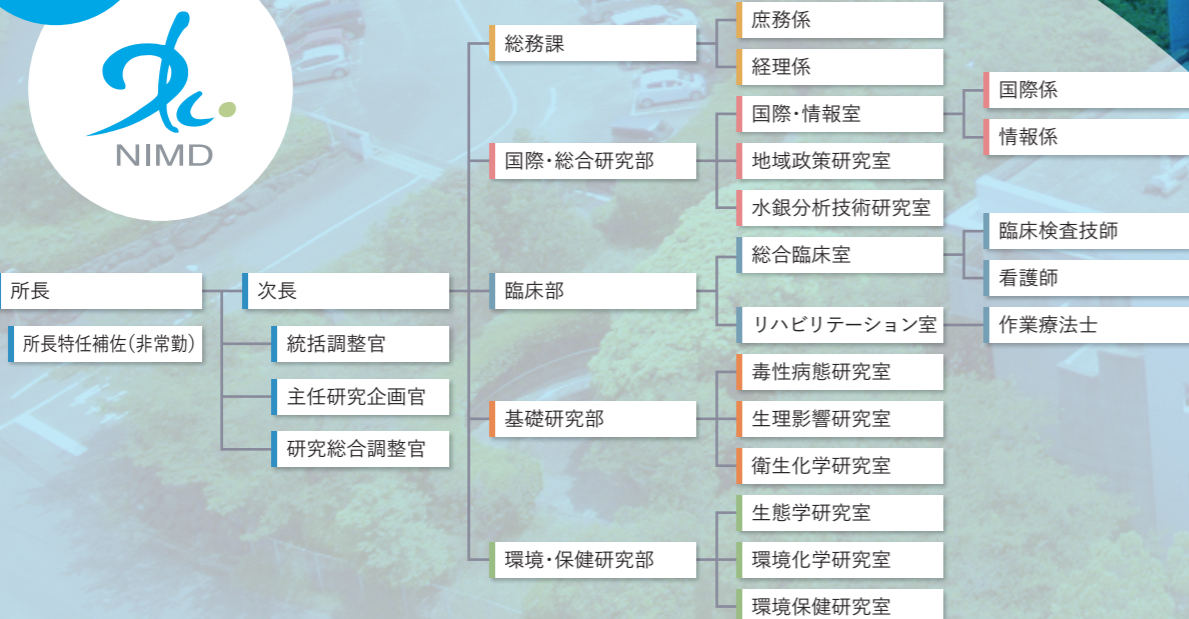 NIMD
所長
所長特任補佐(非常勤)
次長
統括調整官
主任研究企画官
研究総合調整官
総務課
庶務係
経理係
国際・総合研究部
国際・情報室
国際係
情報係
地域政策研究室
水銀分析技術研究室
臨床部
総合臨床室
臨床検査技師
看護師
リハビリテーション室
作業療法士
基礎研究部
毒性病態研究室
生理影響研究室
衛生化学研究室
環境・保健研究部
生態学研究室
環境化学研究室
環境保健研究室